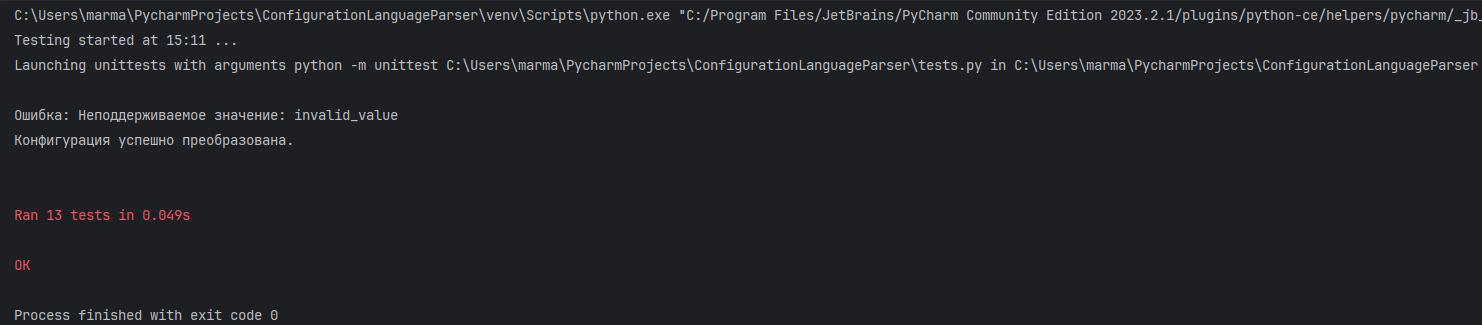 C:\Users\marma\PycharmProjects\ConfigurationLanguageParser\venv\Scripts\python.exe "C:/Program Files/JetBrains/PyCharm Community Edition 2023.2.1/plugins/python-ce/helpers/pycharm/_jb_
Testing started at 15:11 ...
Launching unittests with arguments python -m unittest C:\Users\marma\PycharmProjects\ConfigurationLanguageParser\tests.py in C:\Users\marma\PycharmProjects\ConfigurationLanguageParser
Ошибка: Неподдерживаемое значение: invalid_value
Конфигурация успешно преобразована.
Ran 13 tests in 0.049s
OK
Process finished with exit code 0